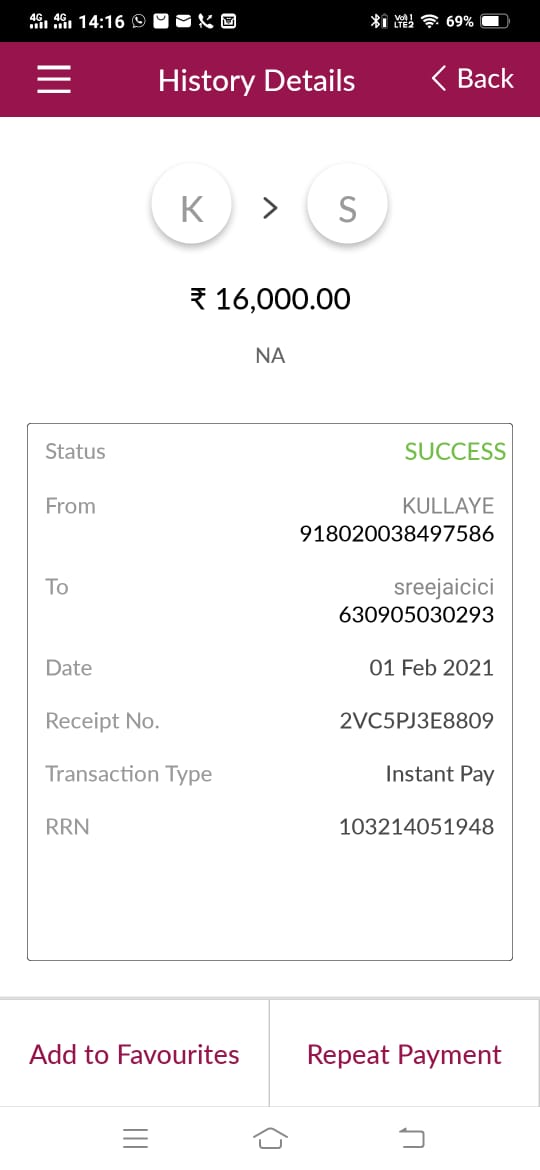 4G 4G 14:16 69%
History Details
Back
K > S
₹ 16,000.00
NA
Status SUCCESS
From KULLAYE
918020038497586
To sreejaicici
630905030293
Date 01 Feb 2021
Receipt No. 2VC5PJ3E8809
Transaction Type Instant Pay
RRN 103214051948
Add to Favourites Repeat Payment